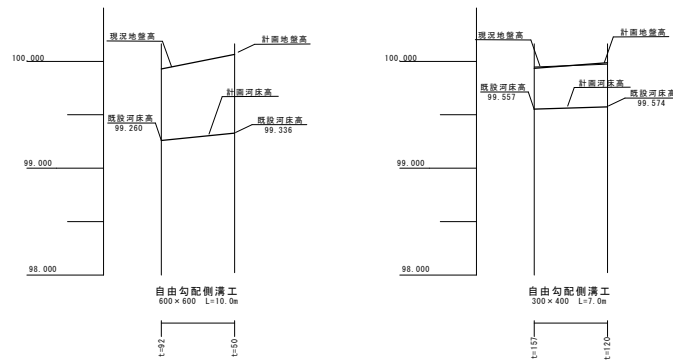 現況地盤高
計画地盤高
100.000
計画河床高
既設河床高
99.260
既設河床高
99.336
99.000
98.000
自由勾配側溝工
600×600 L=10.0m
t=92
t=50
現況地盤高
計画地盤高
100.000
計画河床高
既設河床高
99.557
既設河床高
99.574
99.000
98.000
自由勾配側溝工
300×400 L=7.0m
t=157
t=120